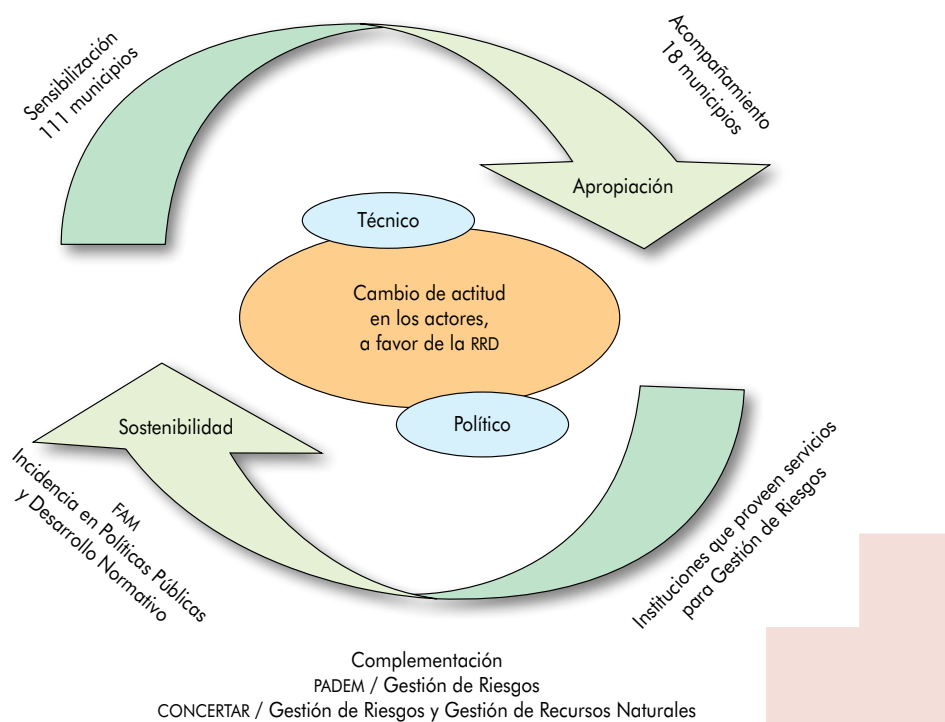 Sensibilización
111 municipios
Acompañamiento
18 municipios
Apropiación
Técnico
Cambio de actitud
en los actores,
a favor de la RRD
Político
Sostenibilidad
FAM
Incidencia en Políticas Públicas
y Desarrollo Normativo
Instituciones que proveen servicios
para Gestión de Riesgos
Complementación
PADEM / Gestión de Riesgos
CONCERTAR / Gestión de Riesgos y Gestión de Recursos Naturales